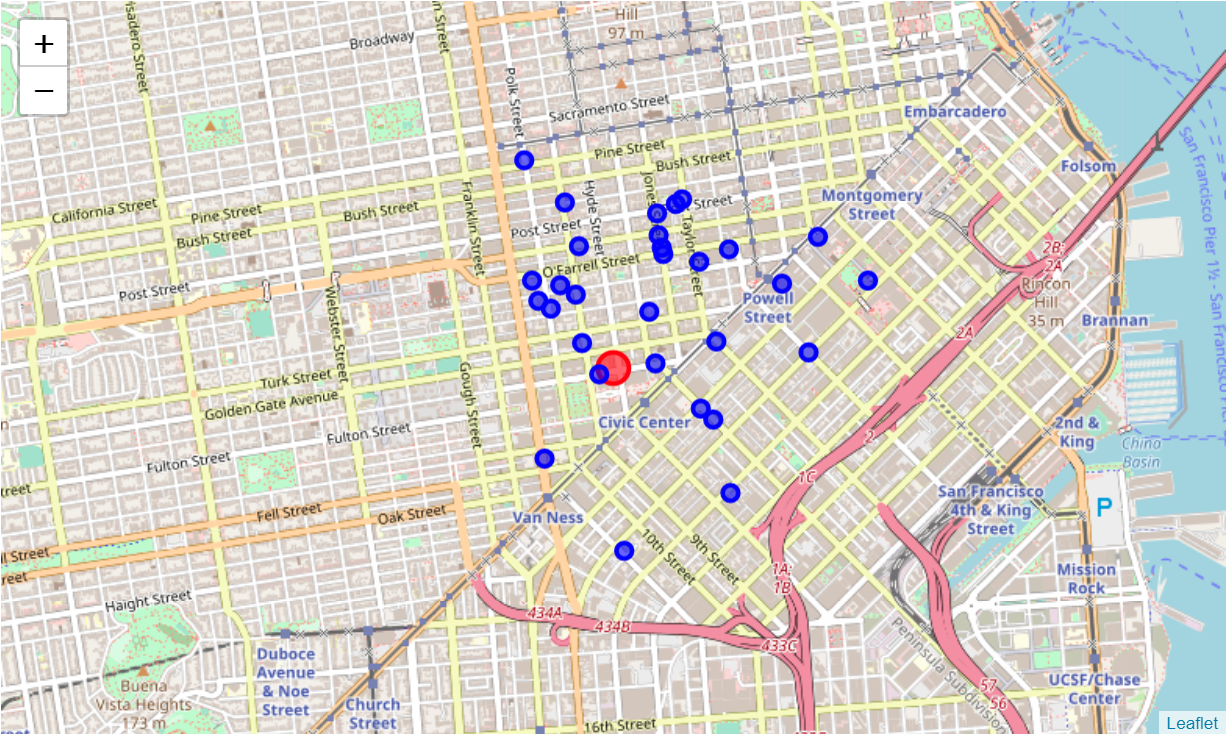 +
−
Hill
97 m
Broadway
Polk Street
Sacramento Street
Embarcadero
Pine Street
Bush Street
Folsom
California Street
Pine Street
Bush Street
Bush Street
Franklin Street
Hyde Street
Jones
Street
Taylor
Street
Montgomery
Street
Post Street
O'Farrell Street
Post Street
Webster Street
Powell
Street
2B;
2A
Rincon
Hill
35 m
Brannan
2A
San Francisco Pier 1½ - San Francisco
Turk Street
Golden Gate Avenue
Gough Street
Fulton Street
Fulton Street
Civic Center
2
2nd &
King
China
Basin
1C
San Francisco
4th & King
Street
P
Fell Street
Oak Street
Van Ness
10th Street
9th Street
1A;
1B
Mission
Rock
Haight Street
434A
434B
433C
Peninsula Subdivision
Duboce
Avenue
& Noe
Street
Buena
Vista Heights
173 m
Church
Street
57
56
UCSF/Chase
Center
16th Street
Leaflet